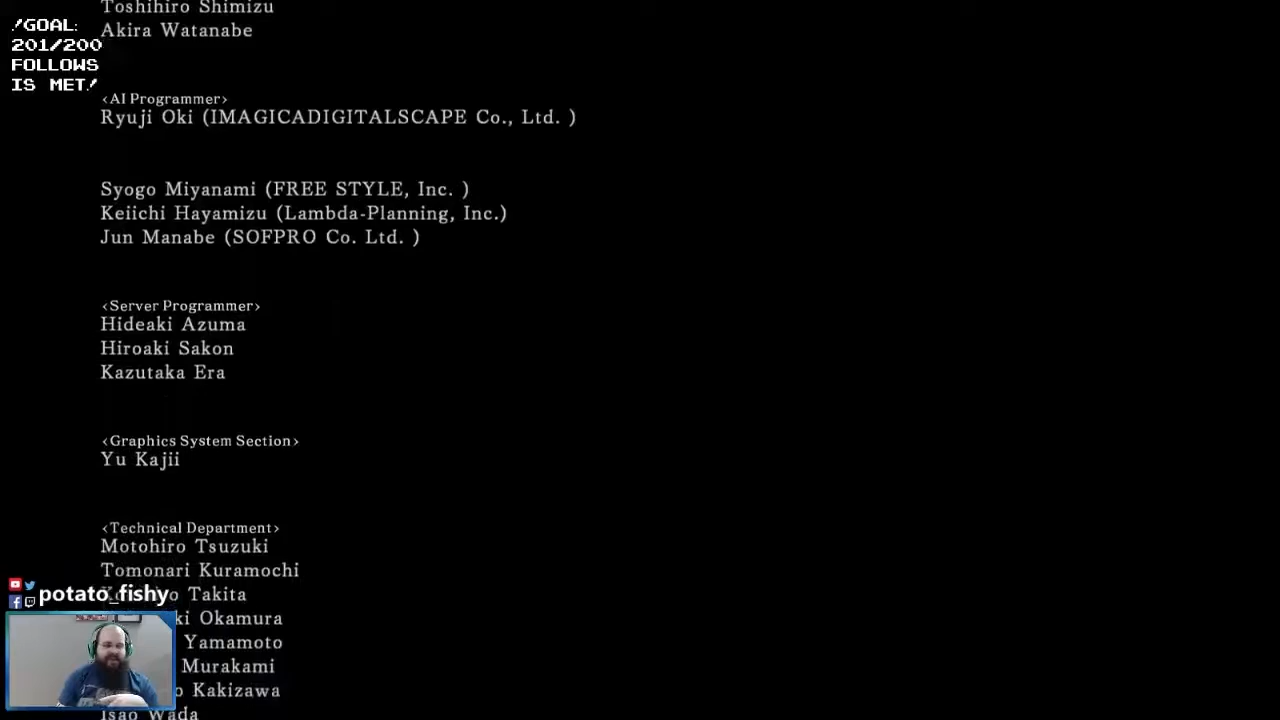 Toshihiro Shimizu
Akira Watanabe
/GOAL:
201/200
FOLLOWS
IS MET/
<AI Programmer>
Ryuji Oki (IMAGICADIGITALSCAPE Co., Ltd. )
Syogo Miyanami (FREE STYLE, Inc. )
Keiichi Hayamizu (Lambda-Planning, Inc.)
Jun Manabe (SOFPRO Co. Ltd. )
<Server Programmer>
Hideaki Azuma
Hiroaki Sakon
Kazutaka Era
<Graphics System Section>
Yu Kajii
<Technical Department>
Motohiro Tsuzuki
Tomonari Kuramochi
Takita
potato_fishy
Okamura
Yamamoto
Murakami
Kakizawa
Isao Wada